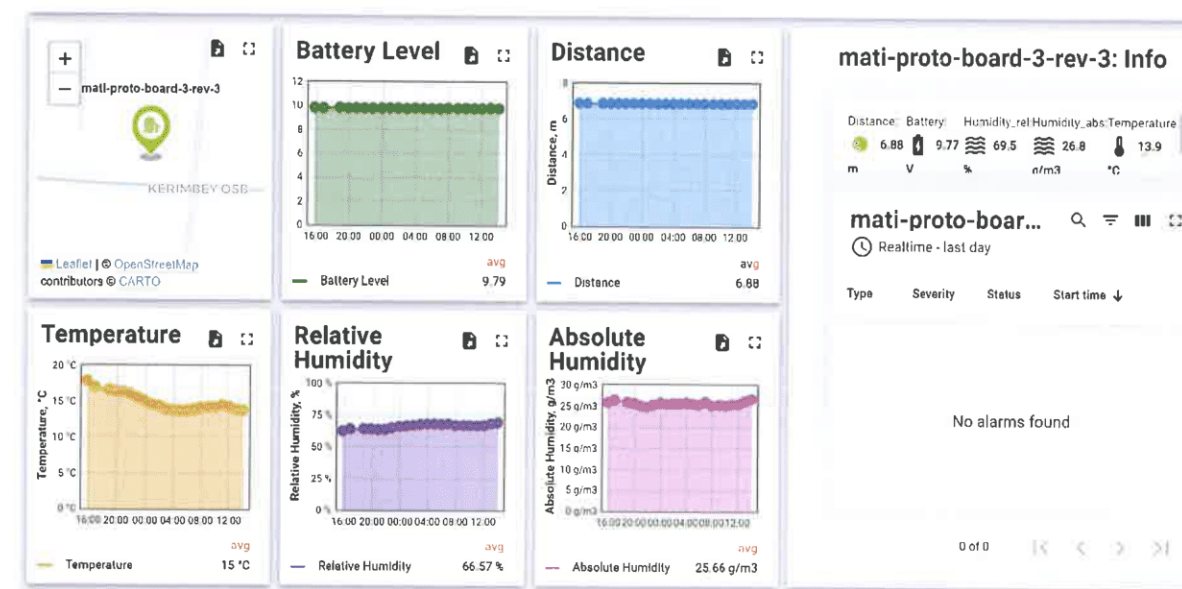 +
−
mati-proto-board-3-rev-3
KERIMBEY OSB
Leaflet | © OpenStreetMap
contributors © CARTO
Battery Level
12
10
8
6
4
2
0
16:00 20:00 00:00 04:00 08:00 12:00
avg
Battery Level 9.79
Distance
Distance, m
8
6
4
2
0
16:00 20:00 00:00 04:00 08:00 12:00
avg
Distance 6.88
mati-proto-board-3-rev-3: Info
Distance: Battery: Humidity_rel: Humidity_abs: Temperature
6.88 9.77 69.5 26.8 13.9
m V % g/m3 °C
mati-proto-boar...
Realtime - last day
Type Severity Status Start time ↓
No alarms found
0 of 0
Temperature
Temperature, °C
20 °C
15 °C
10 °C
5 °C
0 °C
16:00 20:00 00:00 04:00 08:00 12:00
avg
Temperature 15 °C
Relative
Humidity
Relative Humidity, %
100 %
75 %
50 %
25 %
0 %
16:00 20:00 00:00 04:00 08:00 12:00
avg
Relative Humidity 66.57 %
Absolute
Humidity
Absolute Humidity, g/m3
30 g/m3
25 g/m3
20 g/m3
15 g/m3
10 g/m3
5 g/m3
0 g/m3
16:00 20:00 00:00 04:00 08:00 12:00
avg
Absolute Humidity 25.66 g/m3